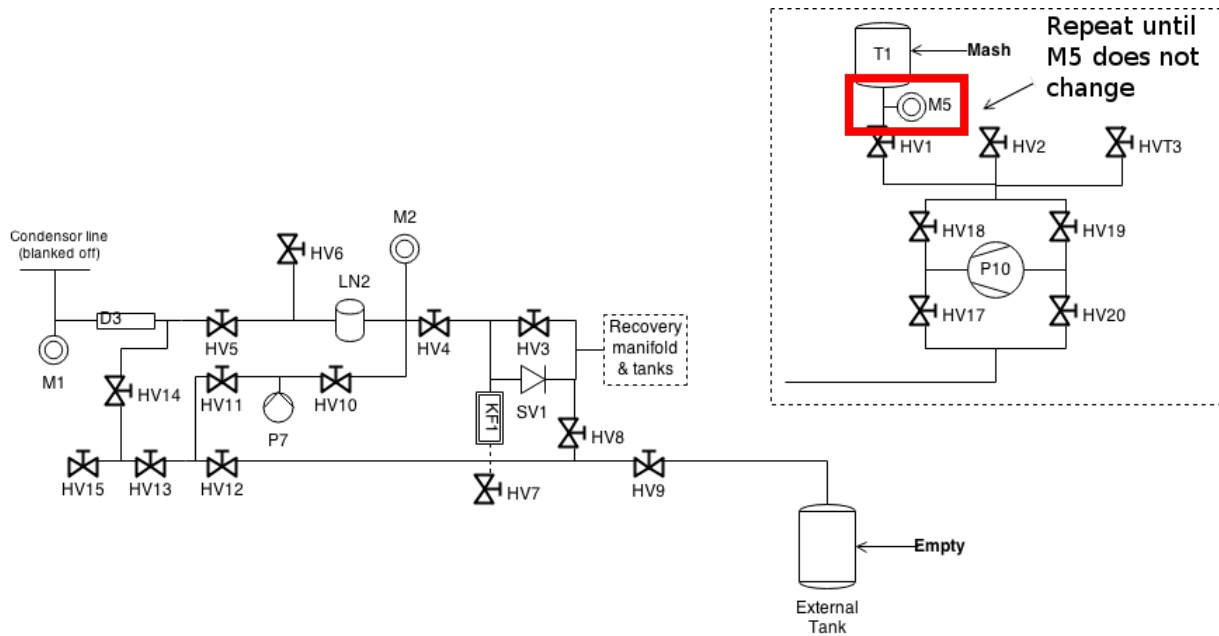 Repeat until
M5 does not
change
T1
Mash
M5
HV1
HV2
HVT3
HV18
HV19
P10
HV17
HV20
Condensor line
(blanked off)
M1
D3
HV5
HV6
LN2
M2
HV4
HV3
Recovery
manifold
& tanks
HV14
HV11
P7
HV10
KF1
SV1
HV8
HV15
HV13
HV12
HV7
HV9
Empty
External
Tank